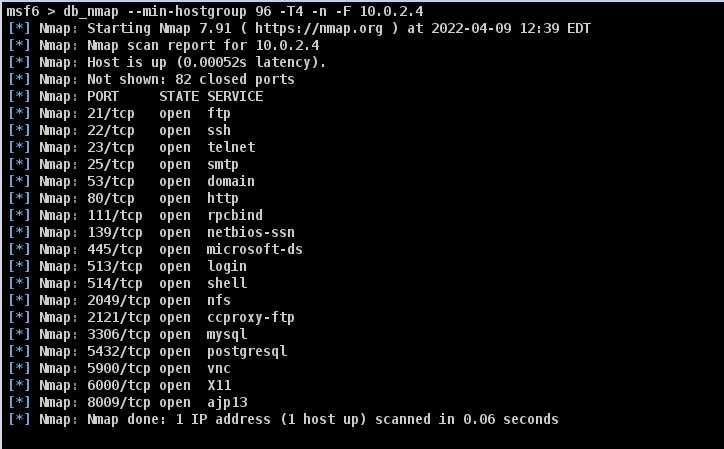 msf6 > db_nmap --min-hostgroup 96 -T4 -n -F 10.0.2.4
[*] Nmap: Starting Nmap 7.91 ( https://nmap.org ) at 2022-04-09 12:39 EDT
[*] Nmap: Nmap scan report for 10.0.2.4
[*] Nmap: Host is up (0.00052s latency).
[*] Nmap: Not shown: 82 closed ports
[*] Nmap: PORT     STATE SERVICE
[*] Nmap: 21/tcp   open  ftp
[*] Nmap: 22/tcp   open  ssh
[*] Nmap: 23/tcp   open  telnet
[*] Nmap: 25/tcp   open  smtp
[*] Nmap: 53/tcp   open  domain
[*] Nmap: 80/tcp   open  http
[*] Nmap: 111/tcp  open  rpcbind
[*] Nmap: 139/tcp  open  netbios-ssn
[*] Nmap: 445/tcp  open  microsoft-ds
[*] Nmap: 513/tcp  open  login
[*] Nmap: 514/tcp  open  shell
[*] Nmap: 2049/tcp open  nfs
[*] Nmap: 2121/tcp open  ccproxy-ftp
[*] Nmap: 3306/tcp open  mysql
[*] Nmap: 5432/tcp open  postgresql
[*] Nmap: 5900/tcp open  vnc
[*] Nmap: 6000/tcp open  X11
[*] Nmap: 8009/tcp open  ajp13
[*] Nmap: Nmap done: 1 IP address (1 host up) scanned in 0.06 seconds